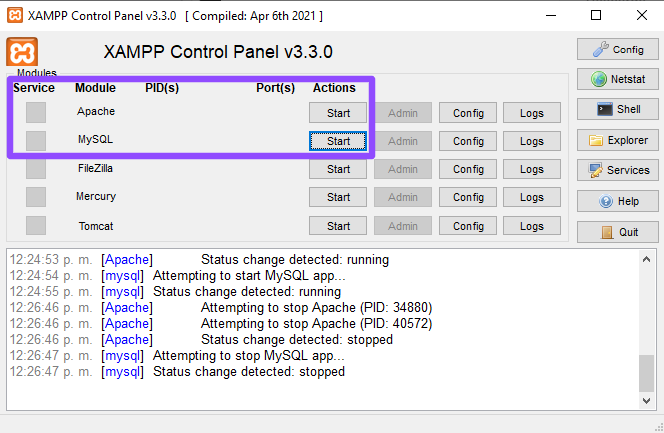 XAMPP Control Panel v3.3.0 [ Compiled: Apr 6th 2021 ]
XAMPP Control Panel v3.3.0
Config
Modules
Service Module PID(s) Port(s) Actions
Netstat
Apache Start Admin Config Logs
Shell
MySQL Start Admin Config Logs
Explorer
FileZilla Start Admin Config Logs
Services
Mercury Start Admin Config Logs
Help
Tomcat Start Admin Config Logs
Quit
12:24:53 p. m. [Apache] Status change detected: running
12:24:54 p. m. [mysql] Attempting to start MySQL app...
12:24:55 p. m. [mysql] Status change detected: running
12:26:46 p. m. [Apache] Attempting to stop Apache (PID: 34880)
12:26:46 p. m. [Apache] Attempting to stop Apache (PID: 40572)
12:26:46 p. m. [Apache] Status change detected: stopped
12:26:47 p. m. [mysql] Attempting to stop MySQL app...
12:26:47 p. m. [mysql] Status change detected: stopped